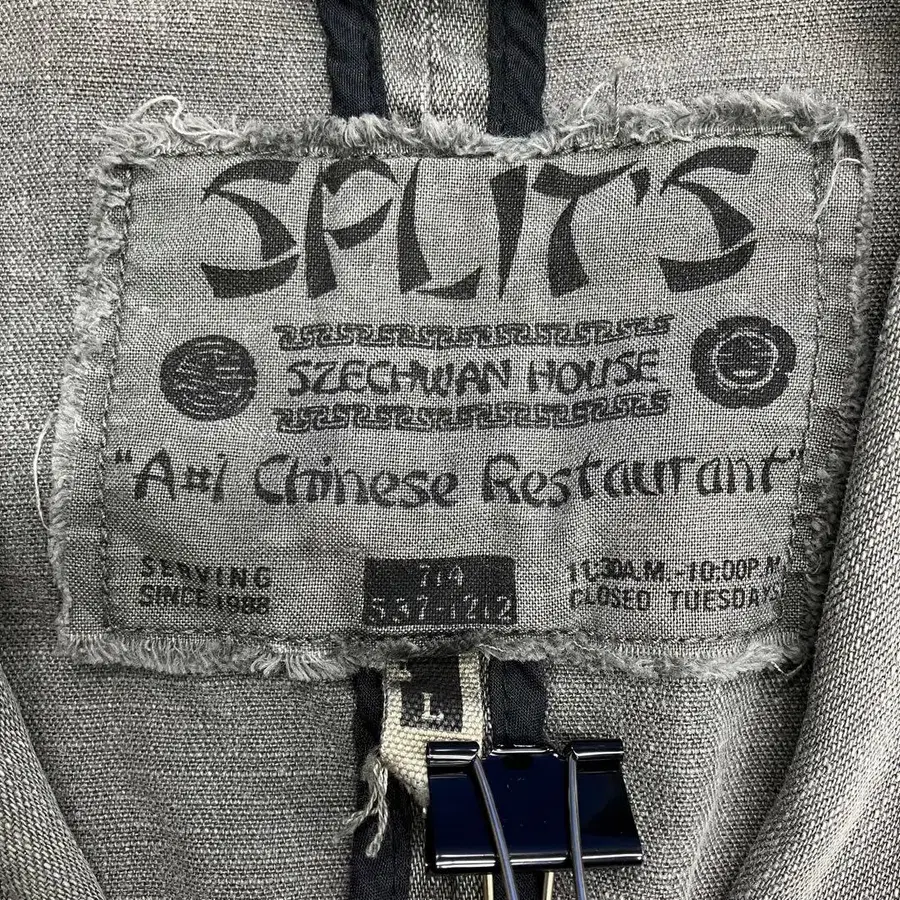 SPLIT'S
SZECHWAN HOUSE
"A#1 Chinese Restaurant"
SERVING
SINCE 1988
714
537-1212
11:30A.M.-10:00P.M.
CLOSED TUESDAYS
L